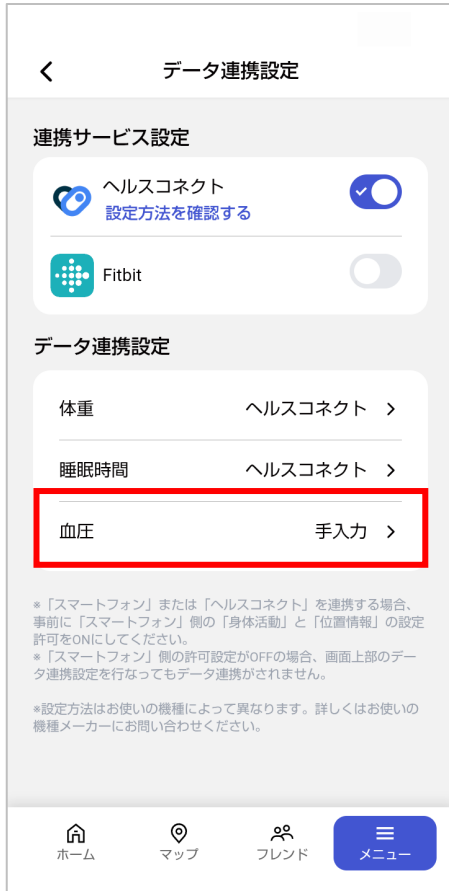 データ連携設定
連携サービス設定
ヘルスコネクト
設定方法を確認する
Fitbit
データ連携設定
体重 ヘルスコネクト
睡眠時間 ヘルスコネクト
血圧 手入力
※「スマートフォン」または「ヘルスコネクト」を連携する場合、
事前に「スマートフォン」側の「身体活動」と「位置情報」の設定
許可をONにしてください。
※「スマートフォン」側の許可設定がOFFの場合、画面上部のデー
タ連携設定を行なってもデータ連携がされません。
※設定方法はお使いの機種によって異なります。詳しくはお使いの
機種メーカーにお問い合わせください。
ホーム マップ フレンド メニュー